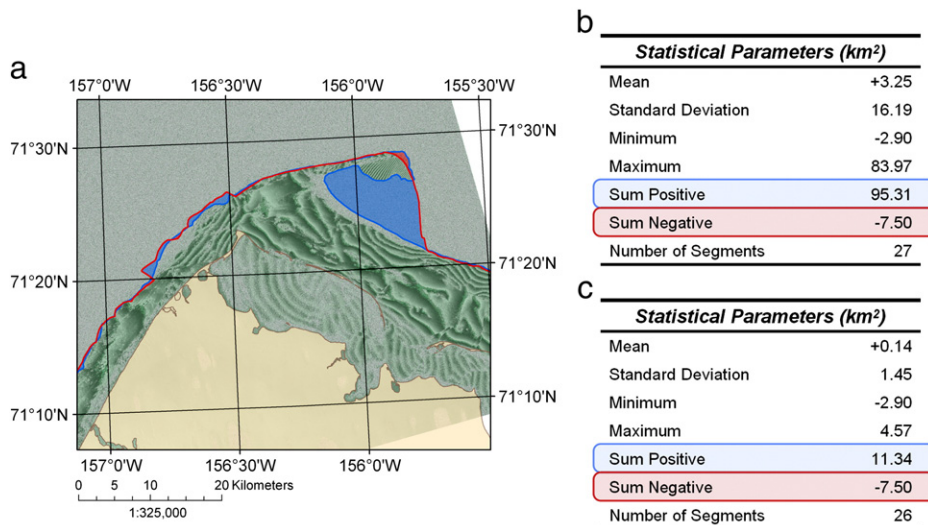 a
157°0'W 156°30'W 156°0'W 155°30'W
71°30'N 71°30'N
71°20'N 71°20'N
71°10'N 71°10'N
157°0'W 156°30'W 156°0'W
0 5 10 20 Kilometers
1:325,000
b
Statistical Parameters (km²)
Mean +3.25
Standard Deviation 16.19
Minimum -2.90
Maximum 83.97
Sum Positive 95.31
Sum Negative -7.50
Number of Segments 27
c
Statistical Parameters (km²)
Mean +0.14
Standard Deviation 1.45
Minimum -2.90
Maximum 4.57
Sum Positive 11.34
Sum Negative -7.50
Number of Segments 26